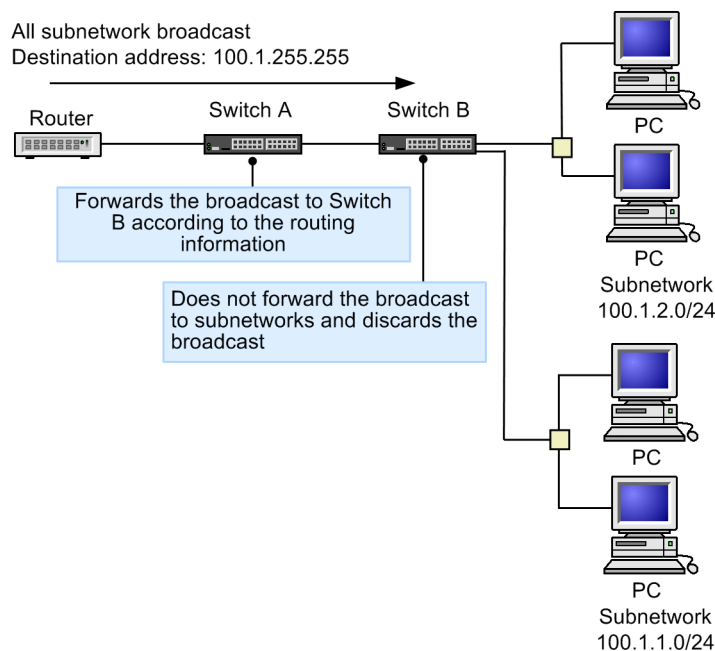 All subnetwork broadcast
Destination address: 100.1.255.255
Router
Switch A
Switch B
Forwards the broadcast to Switch
B according to the routing
information
Does not forward the broadcast
to subnetworks and discards the
broadcast
PC
PC
Subnetwork
100.1.2.0/24
PC
PC
Subnetwork
100.1.1.0/24